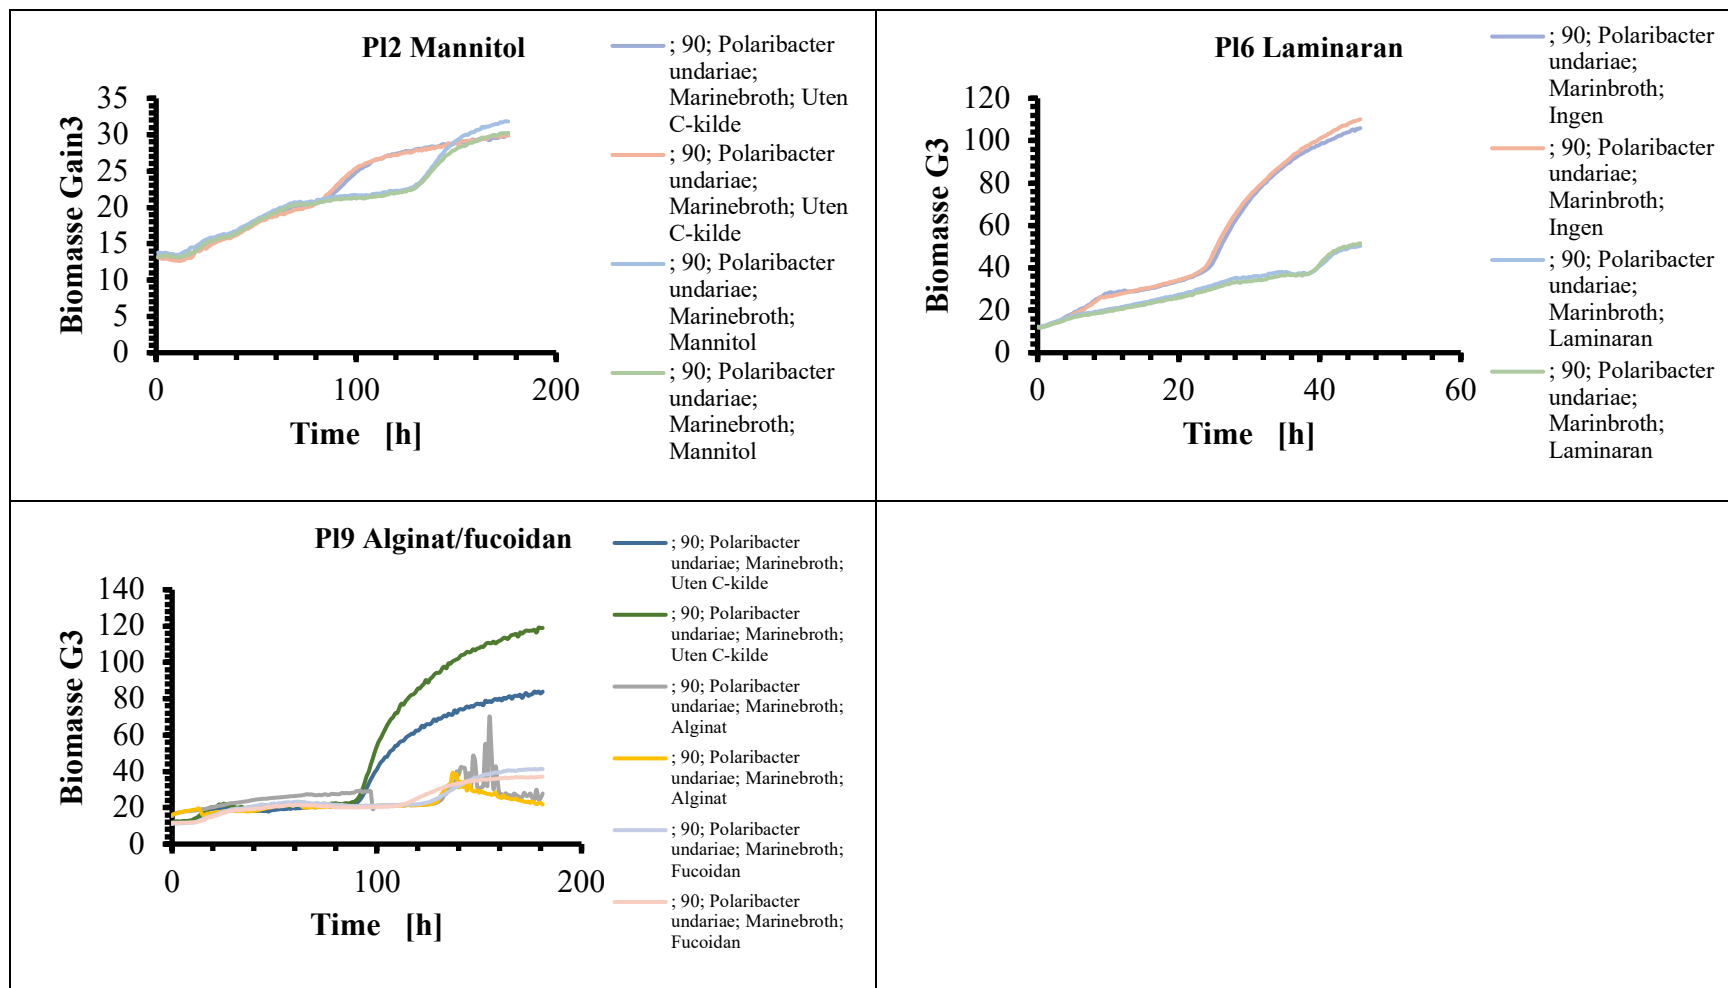 Pl2 Mannitol
Biomasse Gain3
35
30
25
20
15
10
5
0
0
100
200
Time [h]
; 90; Polaribacter
undariae;
Marinebroth; Uten
C-kilde
; 90; Polaribacter
undariae;
Marinebroth; Uten
C-kilde
; 90; Polaribacter
undariae;
Marinebroth;
Mannitol
; 90; Polaribacter
undariae;
Marinebroth;
Mannitol
Pl6 Laminaran
Biomasse G3
120
100
80
60
40
20
0
0
20
40
60
Time [h]
; 90; Polaribacter
undariae;
Marinbroth;
Ingen
; 90; Polaribacter
undariae;
Marinbroth;
Ingen
; 90; Polaribacter
undariae;
Marinbroth;
Laminaran
; 90; Polaribacter
undariae;
Marinbroth;
Laminaran
Pl9 Alginat/fucoidan
Biomasse G3
140
120
100
80
60
40
20
0
0
100
200
Time [h]
; 90; Polaribacter
undariae; Marinebroth;
Uten C-kilde
; 90; Polaribacter
undariae; Marinebroth;
Uten C-kilde
; 90; Polaribacter
undariae; Marinebroth;
Alginat
; 90; Polaribacter
undariae; Marinebroth;
Alginat
; 90; Polaribacter
undariae; Marinebroth;
Fucoidan
; 90; Polaribacter
undariae; Marinebroth;
Fucoidan